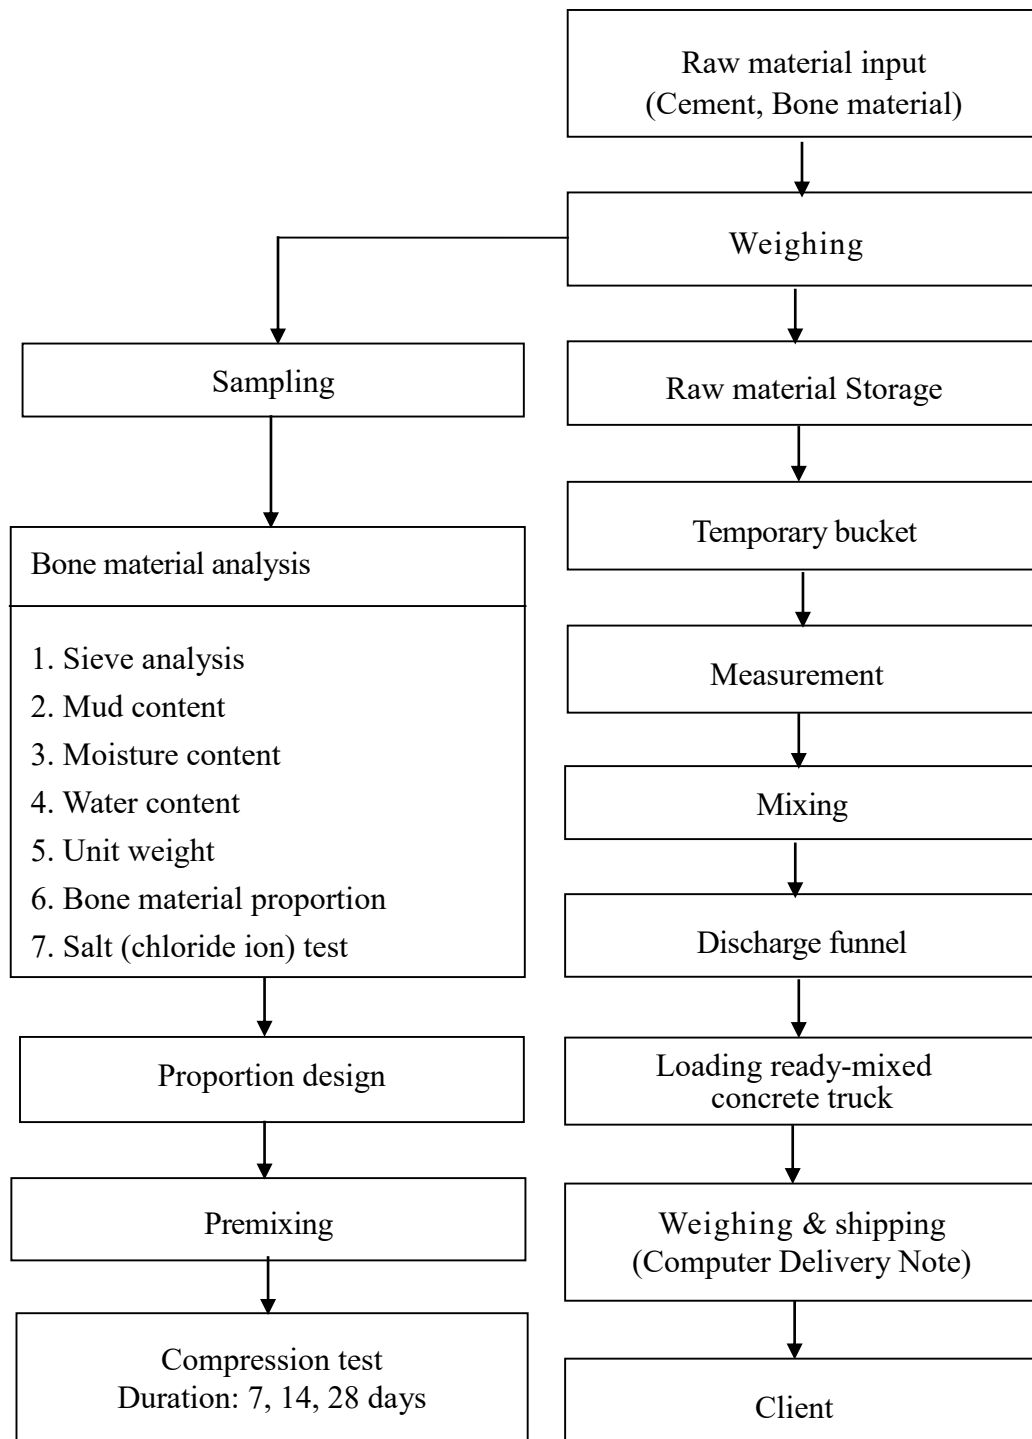 Raw material input
(Cement, Bone material)
Weighing
Sampling
Raw material Storage
Temporary bucket
Bone material analysis
1. Sieve analysis
2. Mud content
3. Moisture content
4. Water content
5. Unit weight
6. Bone material proportion
7. Salt (chloride ion) test
Measurement
Mixing
Discharge funnel
Proportion design
Loading ready-mixed
concrete truck
Premixing
Weighing & shipping
(Computer Delivery Note)
Compression test
Duration: 7, 14, 28 days
Client